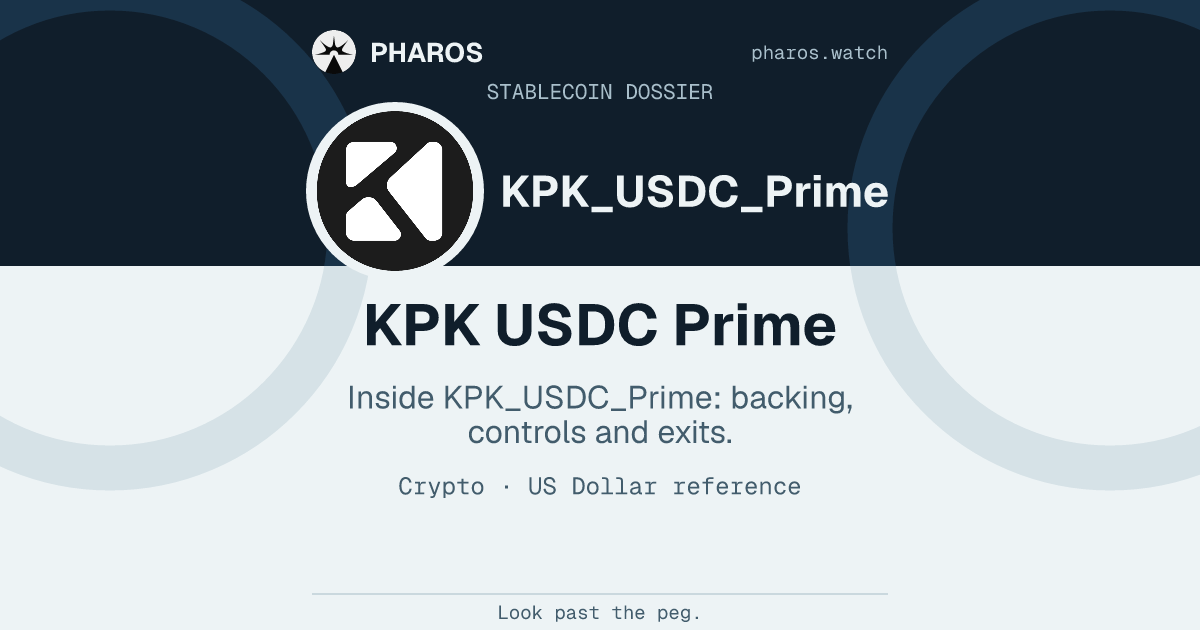 PHAROS
pharos.watch
STABLECOIN DOSSIER
KPK_USDC_Prime
KPK USDC Prime
Inside KPK_USDC_Prime: backing,
controls and exits.
Crypto · US Dollar reference
Look past the peg.